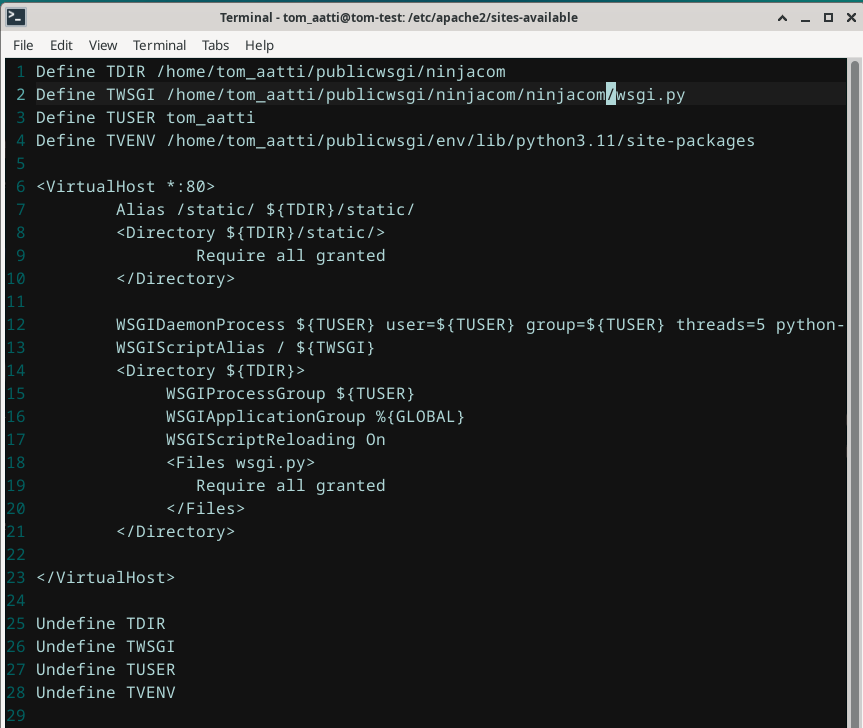 Terminal - tom_aatti@tom-test: /etc/apache2/sites-available
File Edit View Terminal Tabs Help
1 Define TDIR /home/tom_aatti/publicwsgi/ninjacom
2 Define TWSGI /home/tom_aatti/publicwsgi/ninjacom/ninjacom/wsgi.py
3 Define TUSER tom_aatti
4 Define TVENV /home/tom_aatti/publicwsgi/env/lib/python3.11/site-packages
5
6 <VirtualHost *:80>
7         Alias /static/ ${TDIR}/static/
8         <Directory ${TDIR}/static/>
9                 Require all granted
10         </Directory>
11
12         WSGIDaemonProcess ${TUSER} user=${TUSER} group=${TUSER} threads=5 python-
13         WSGIScriptAlias / ${TWSGI}
14         <Directory ${TDIR}>
15              WSGIProcessGroup ${TUSER}
16              WSGIApplicationGroup %{GLOBAL}
17              WSGIScriptReloading On
18              <Files wsgi.py>
19                 Require all granted
20              </Files>
21         </Directory>
22
23 </VirtualHost>
24
25 Undefine TDIR
26 Undefine TWSGI
27 Undefine TUSER
28 Undefine TVENV
29